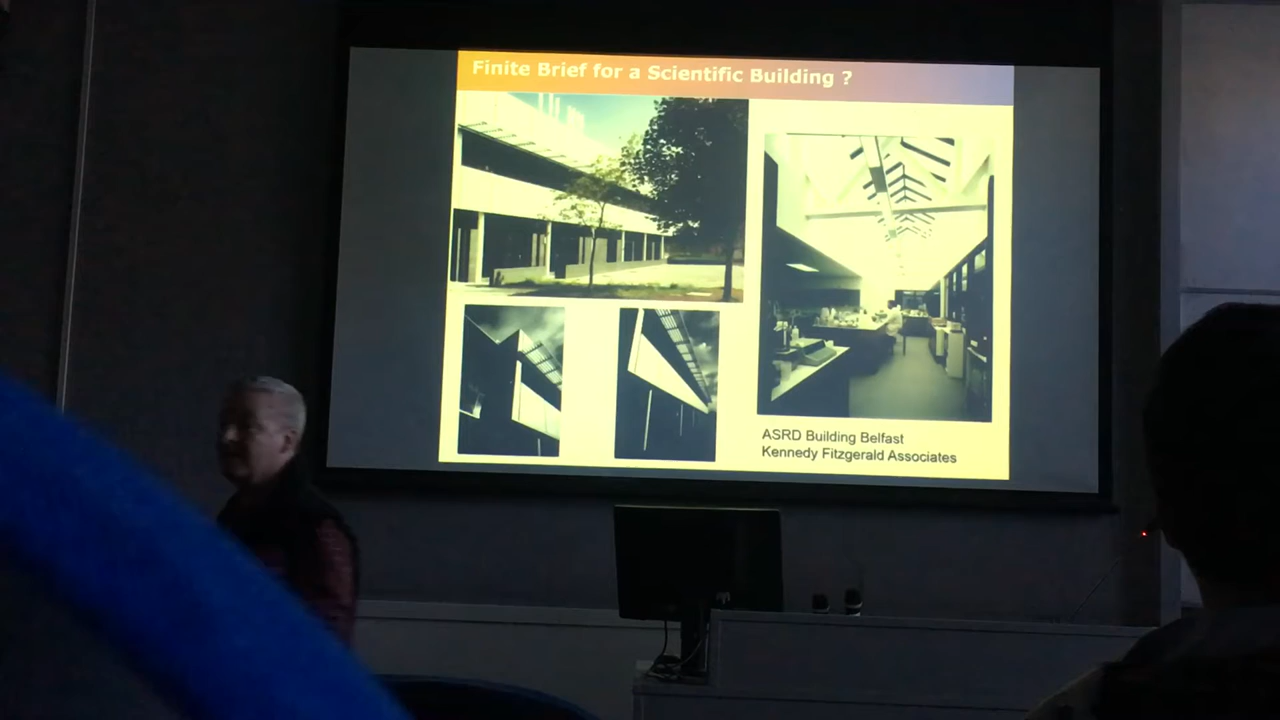 Finite Brief for a Scientific Building ?
ASRD Building Belfast
Kennedy Fitzgerald Associates